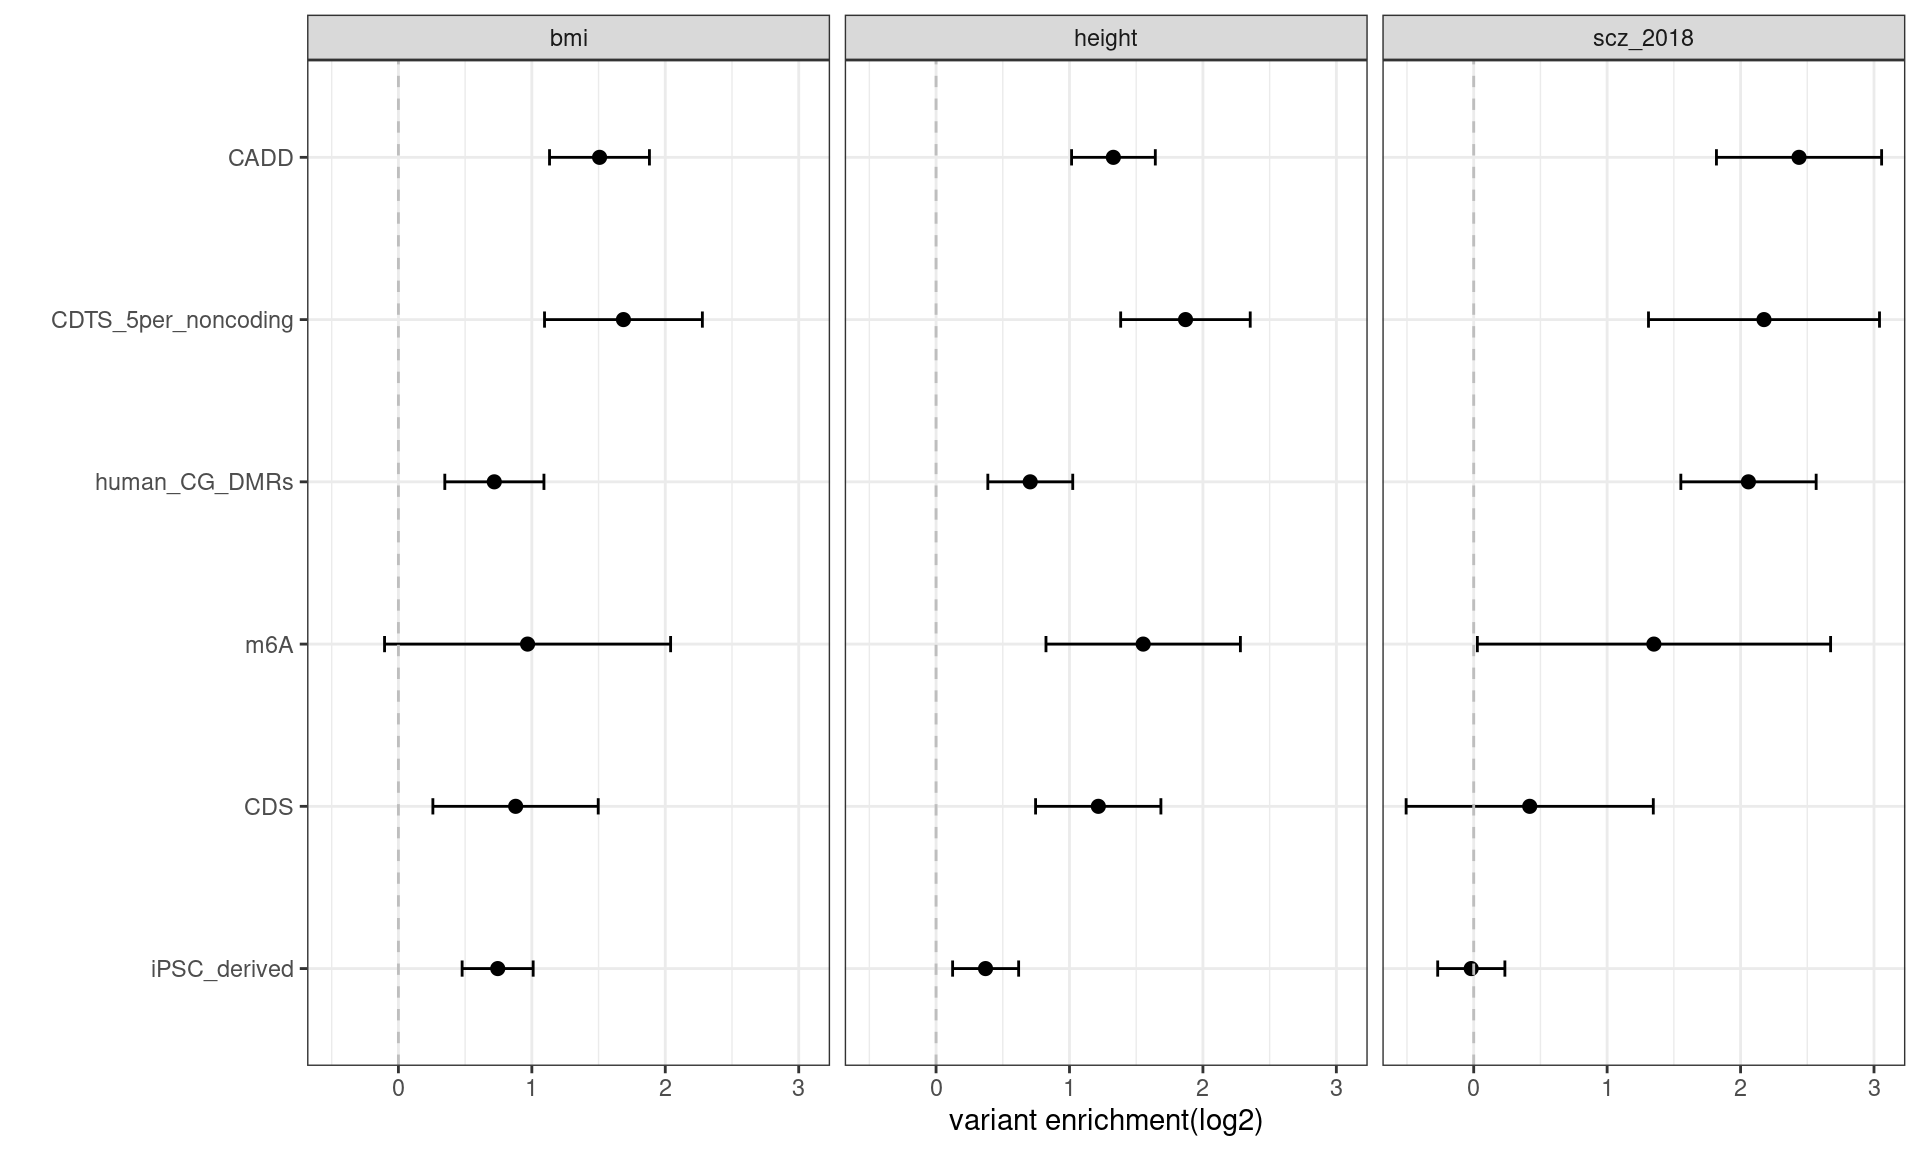 bmi height scz_2018
CADD
CDTS_5per_noncoding
human_CG_DMRs
m6A
CDS
iPSC_derived
0 1 2 3 0 1 2 3 0 1 2 3
variant enrichment(log2)